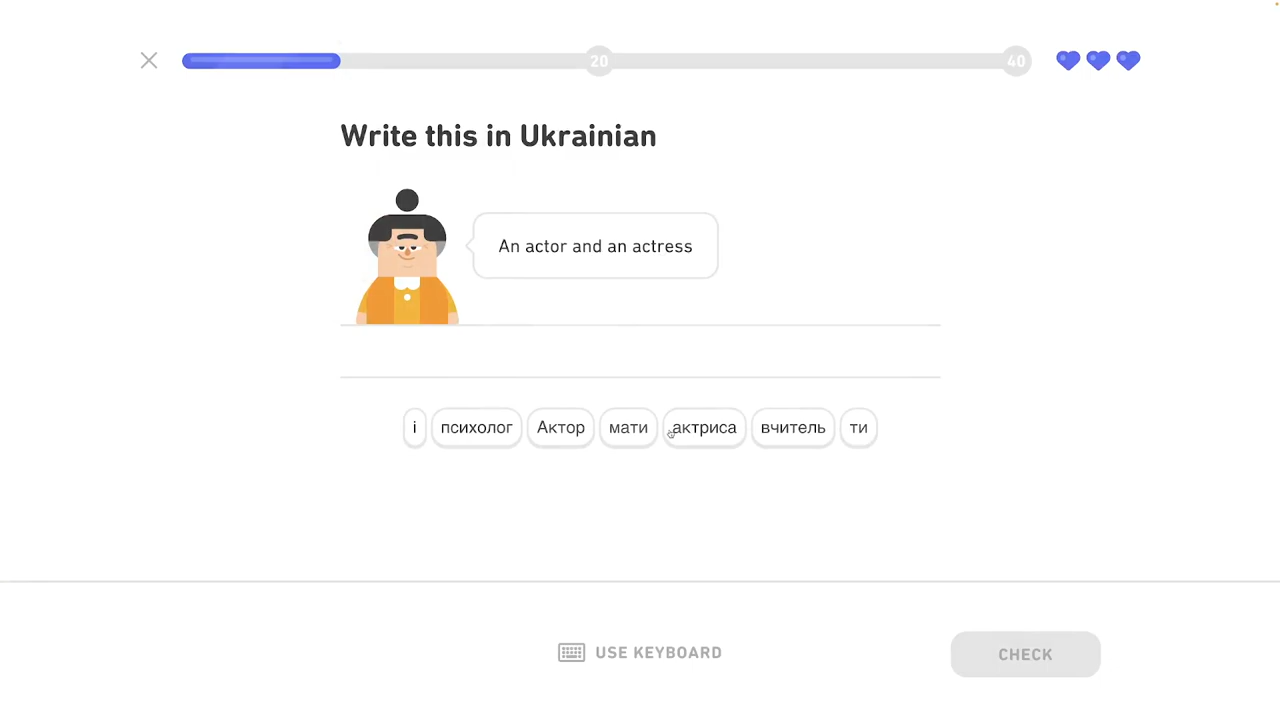 20
40
Write this in Ukrainian
An actor and an actress
і психолог Актор мати актриса вчитель ти
USE KEYBOARD
CHECK